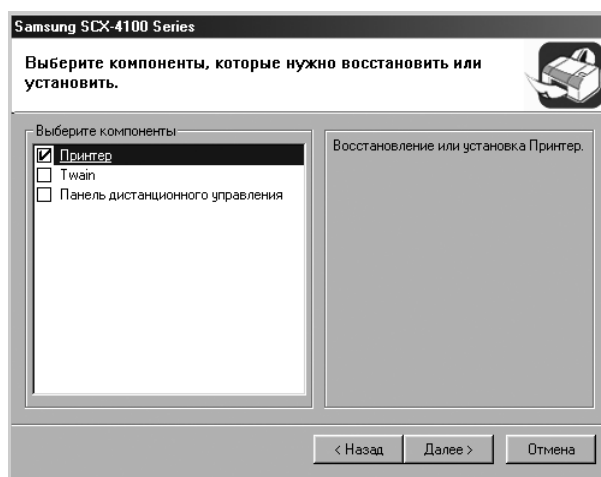 Samsung SCX-4100 Series
Выберите компоненты, которые нужно восстановить или
установить.
Выберите компоненты
Принтер
Twain
Панель дистанционного управления
Восстановление или установка Принтер.
< Назад
Далее >
Отмена